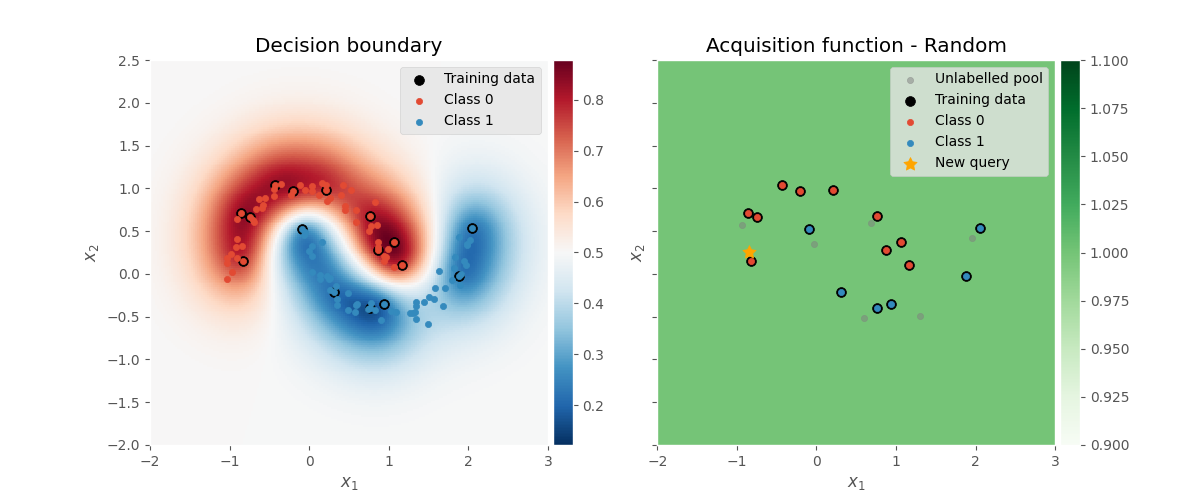 Decision boundary
Training data
Class 0
Class 1
2.5
2.0
1.5
1.0
0.5
0.0
−0.5
−1.0
−1.5
−2.0
x₂
−2
−1
0
1
2
3
x₁
0.8
0.7
0.6
0.5
0.4
0.3
0.2
Acquisition function - Random
Unlabelled pool
Training data
Class 0
Class 1
New query
x₂
−2
−1
0
1
2
3
x₁
1.100
1.075
1.050
1.025
1.000
0.975
0.950
0.925
0.900